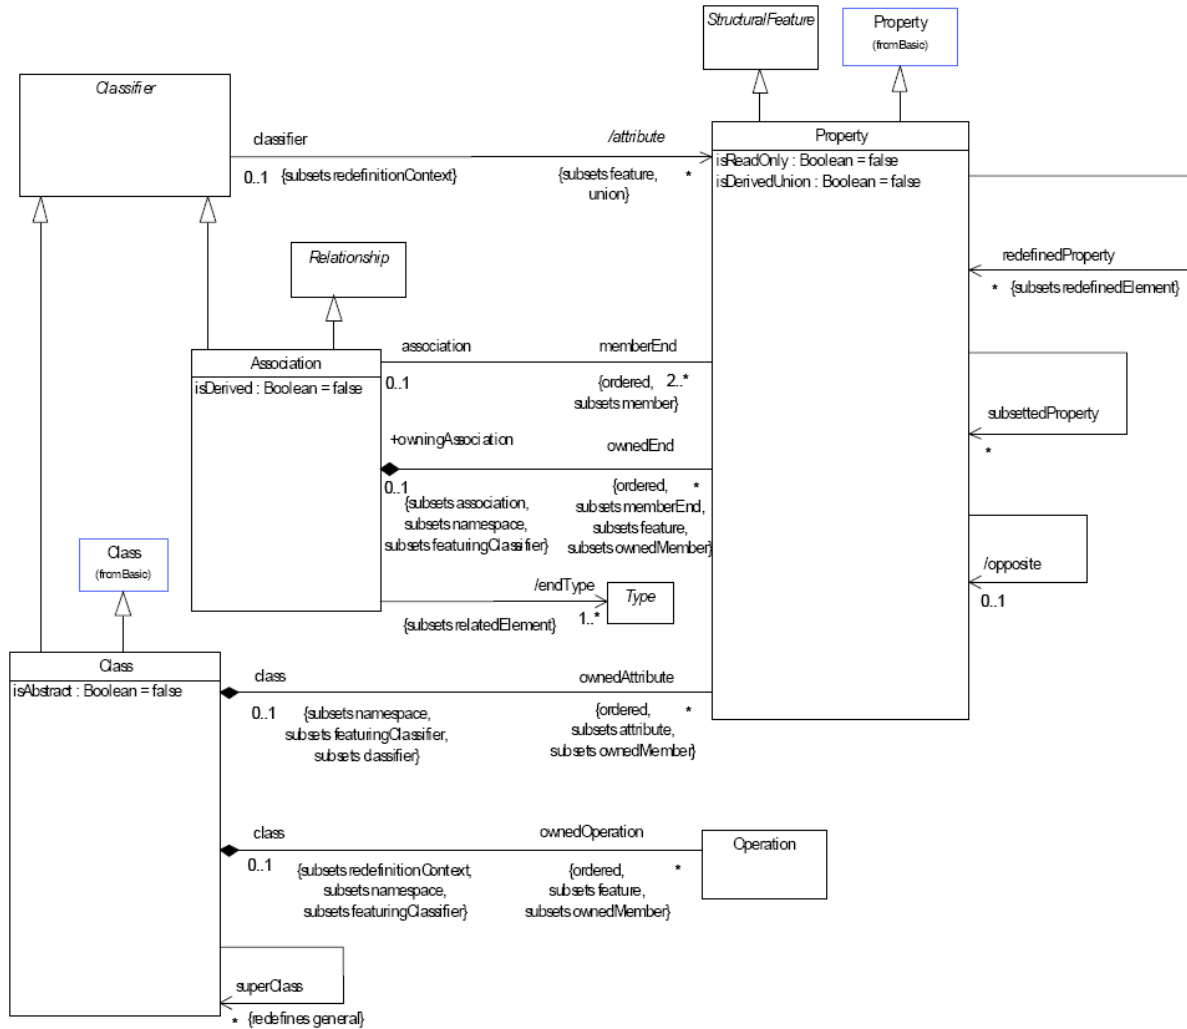 StructuralFeature
Property
(fromBasic)
Classifier
classifier
/attribute
0..1
{subsets redefinitionContext}
{subsets feature,
union}
*
Property
isReadOnly : Boolean = false
isDerivedUnion : Boolean = false
redefinedProperty
*
{subsets redefinedElement}
Relationship
association
memberEnd
Association
isDerived : Boolean = false
0..1
{ordered,
subsets member}
2..*
subsettedProperty
*
+owningAssociation
ownedEnd
0..1
{subsets association,
subsets namespace,
subsets featuringClassifier}
{ordered,
subsets memberEnd,
subsets feature,
subsets ownedMember}
*
/opposite
0..1
Class
(fromBasic)
/endType
{subsets relatedElement}
1..*
Type
Class
isAbstract : Boolean = false
class
ownedAttribute
0..1
{subsets namespace,
subsets featuringClassifier,
subsets classifier}
{ordered,
subsets attribute,
subsets ownedMember}
*
class
ownedOperation
0..1
{subsets redefinitionContext,
subsets namespace,
subsets featuringClassifier}
{ordered,
subsets feature,
subsets ownedMember}
*
Operation
superClass
*
{redefines general}